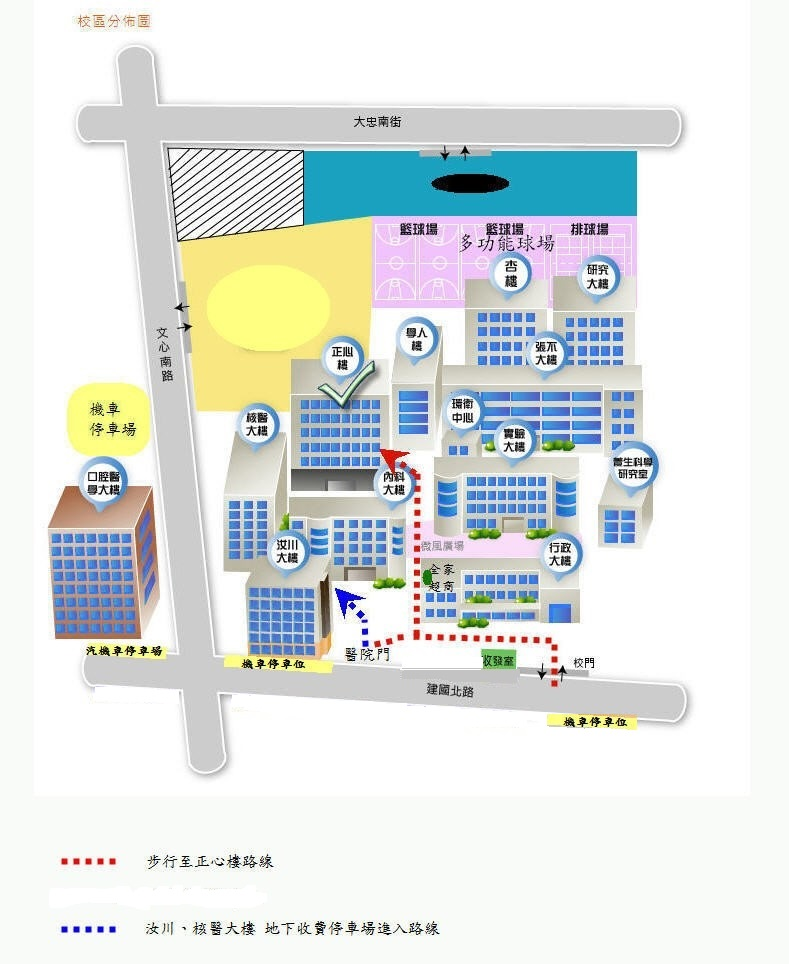 校區分佈圖
大忠南街
籃球場
籃球場
排球場
多功能球場
杏
樓
研究
大樓
文心南路
正心
樓
學人
樓
張不
大樓
機車
停車場
核醫
大樓
環衛
中心
實驗
大樓
口腔醫
學大樓
內科
大樓
養生科學
研究室
汝川
大樓
微風廣場
行政
大樓
全家
超商
汽機車停車場
機車停車位
醫院門
收發室
校門
建國北路
機車停車位
步行至正心樓路線
汝川、核醫大樓 地下收費停車場進入路線